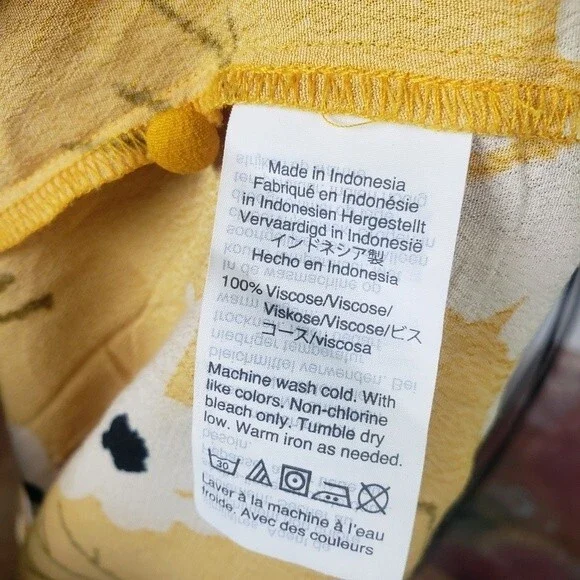 Made in Indonesia
Fabriqué en Indonésie
in Indonesien Hergestellt
Vervaardigd in Indonesië
インドネシア製
Hecho en Indonesia
100% Viscose/Viscose/
Viskose/Viscose/ビス
コース/viscosa
Machine wash cold. With
like colors. Non-chlorine
bleach only. Tumble dry
low. Warm iron as needed.
30
Laver à la machine à l'eau
froide. Avec des couleurs